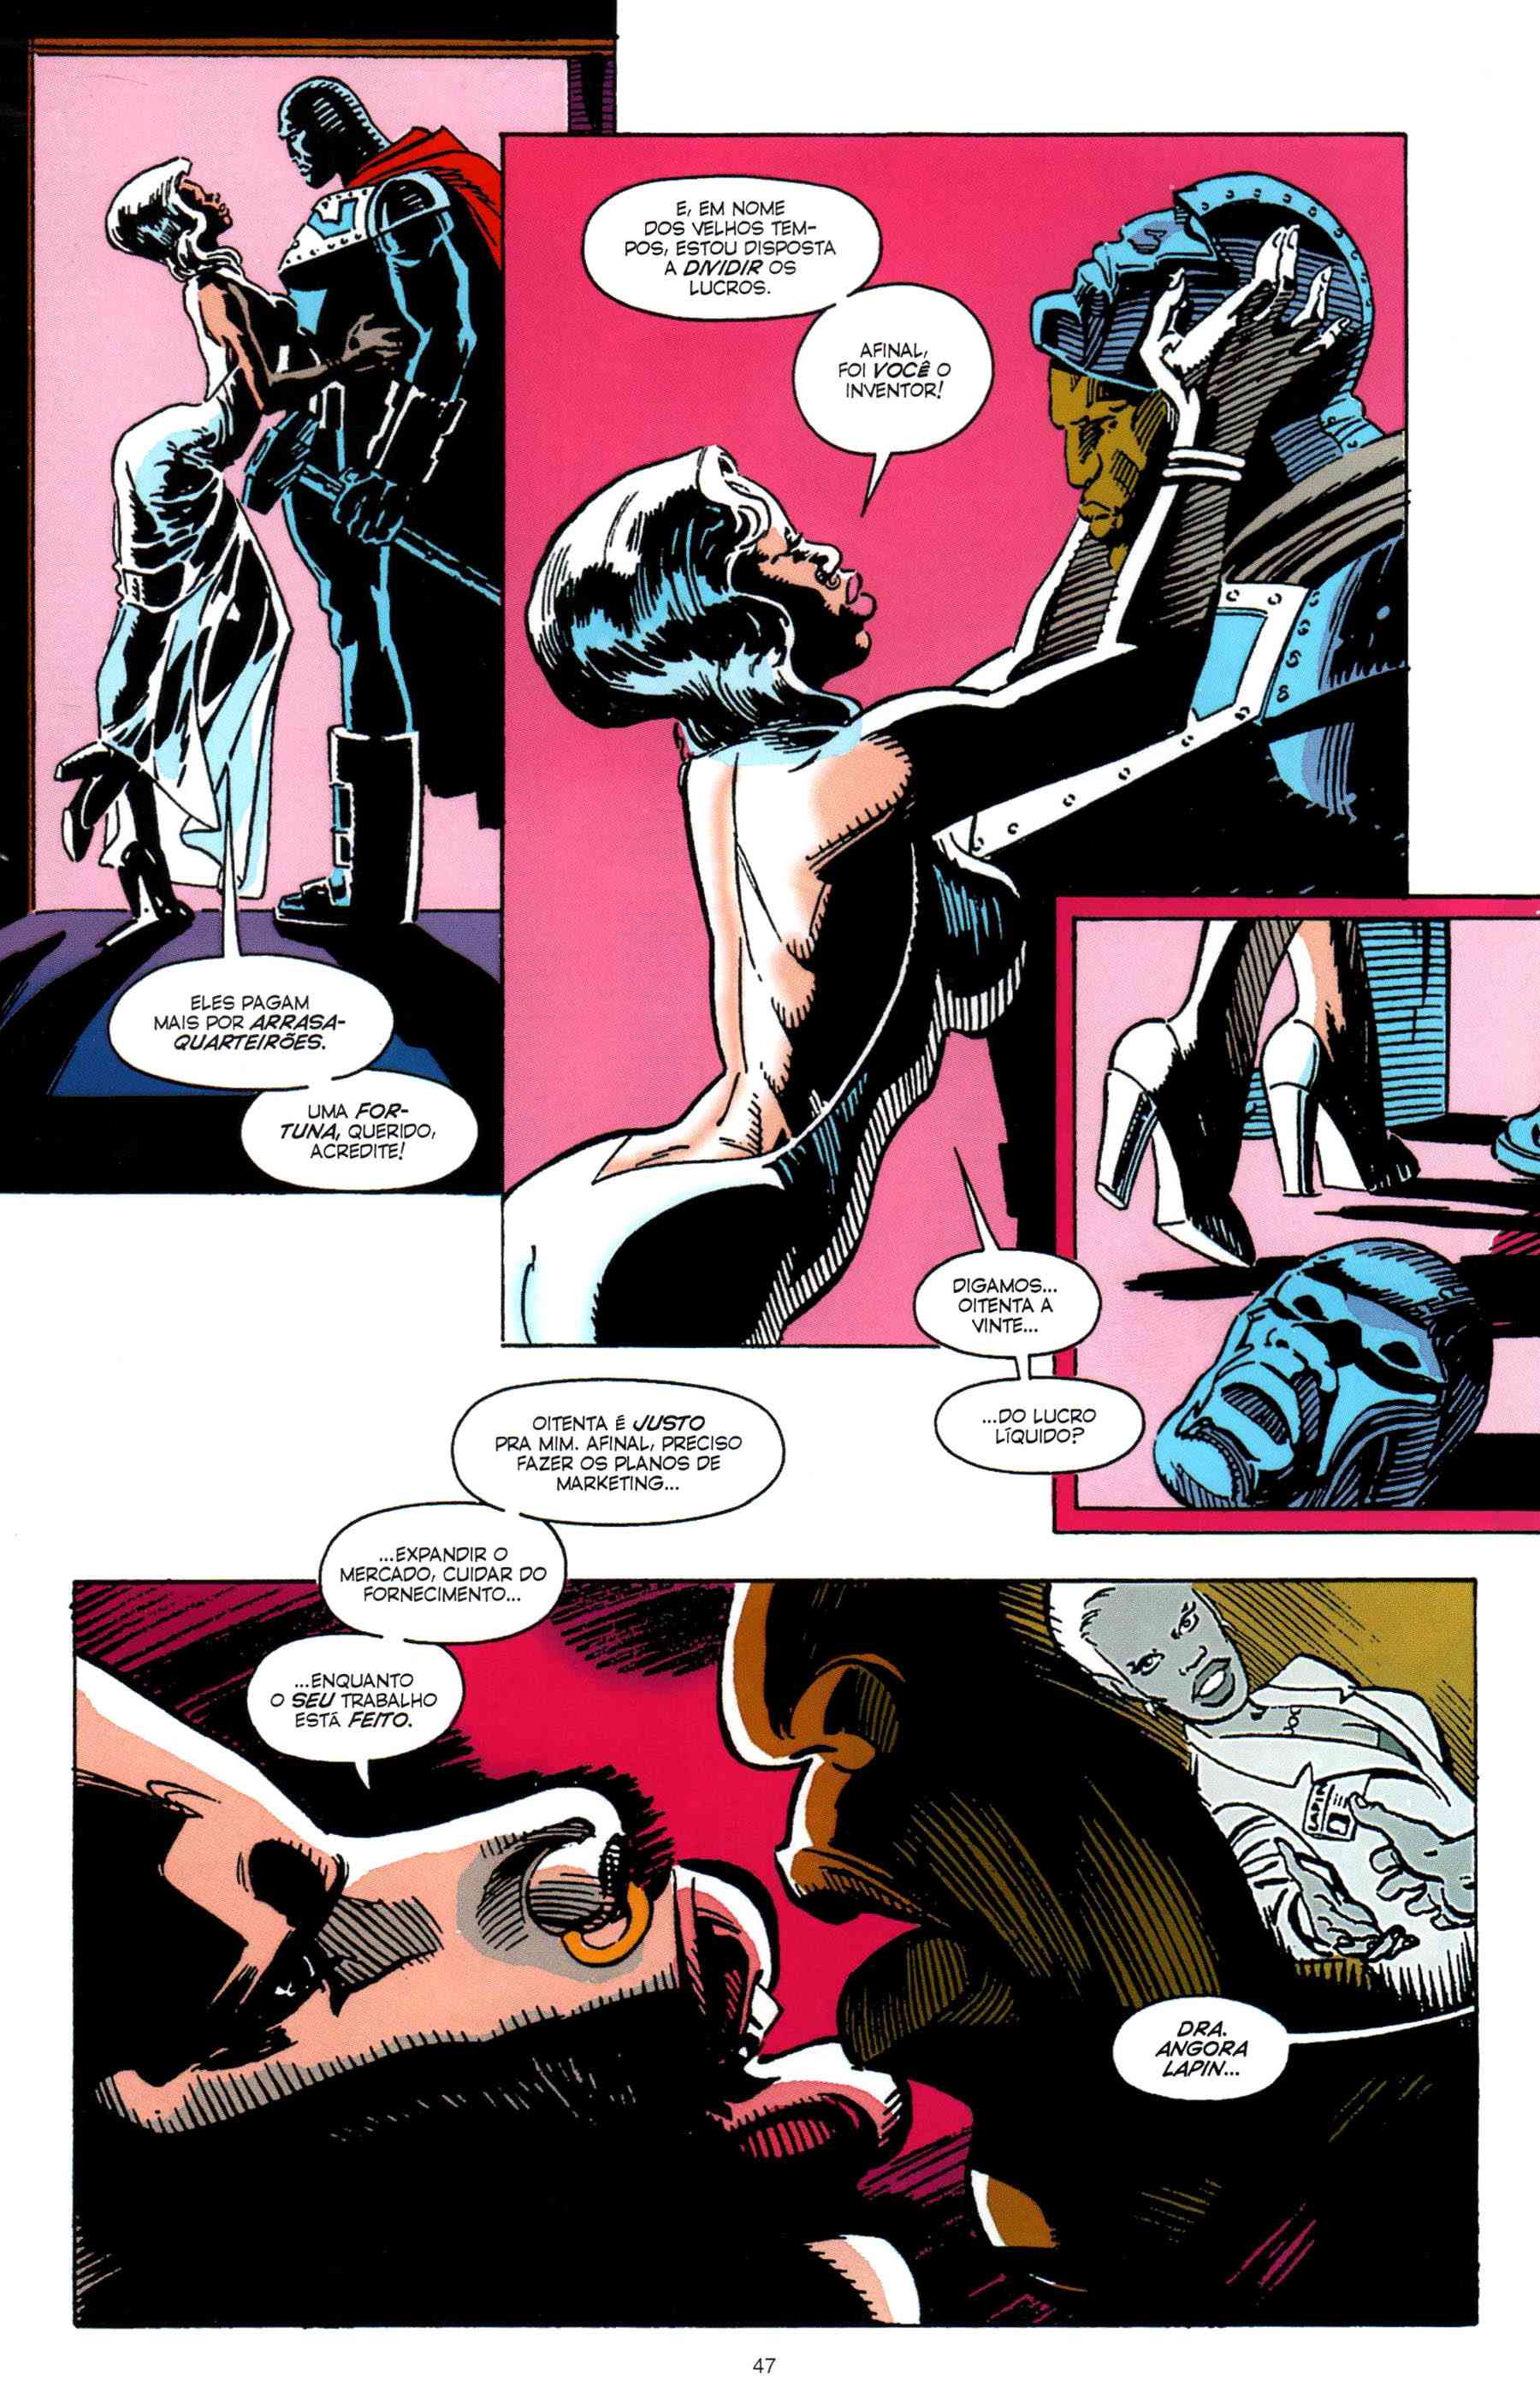 ELES PAGAM
MAIS POR ARRASA-
QUARTEIRÕES.
UMA FOR-
TUNA, QUERIDO,
ACREDITE!
E, EM NOME
DOS VELHOS TEM-
POS, ESTOU DISPOSTA
A DIVIDIR OS
LUCROS.
AFINAL,
FOI VOCÊ O
INVENTOR!
DIGAMOS...
OITENTA A
VINTE...
...DO LUCRO
LÍQUIDO?
OITENTA É JUSTO
PRA MIM. AFINAL, PRECISO
FAZER OS PLANOS DE
MARKETING...
...EXPANDIR O
MERCADO, CUIDAR DO
FORNECIMENTO...
...ENQUANTO
O SEU TRABALHO
ESTÁ FEITO.
LAPIN
DRA.
ANGORA
LAPIN...
47